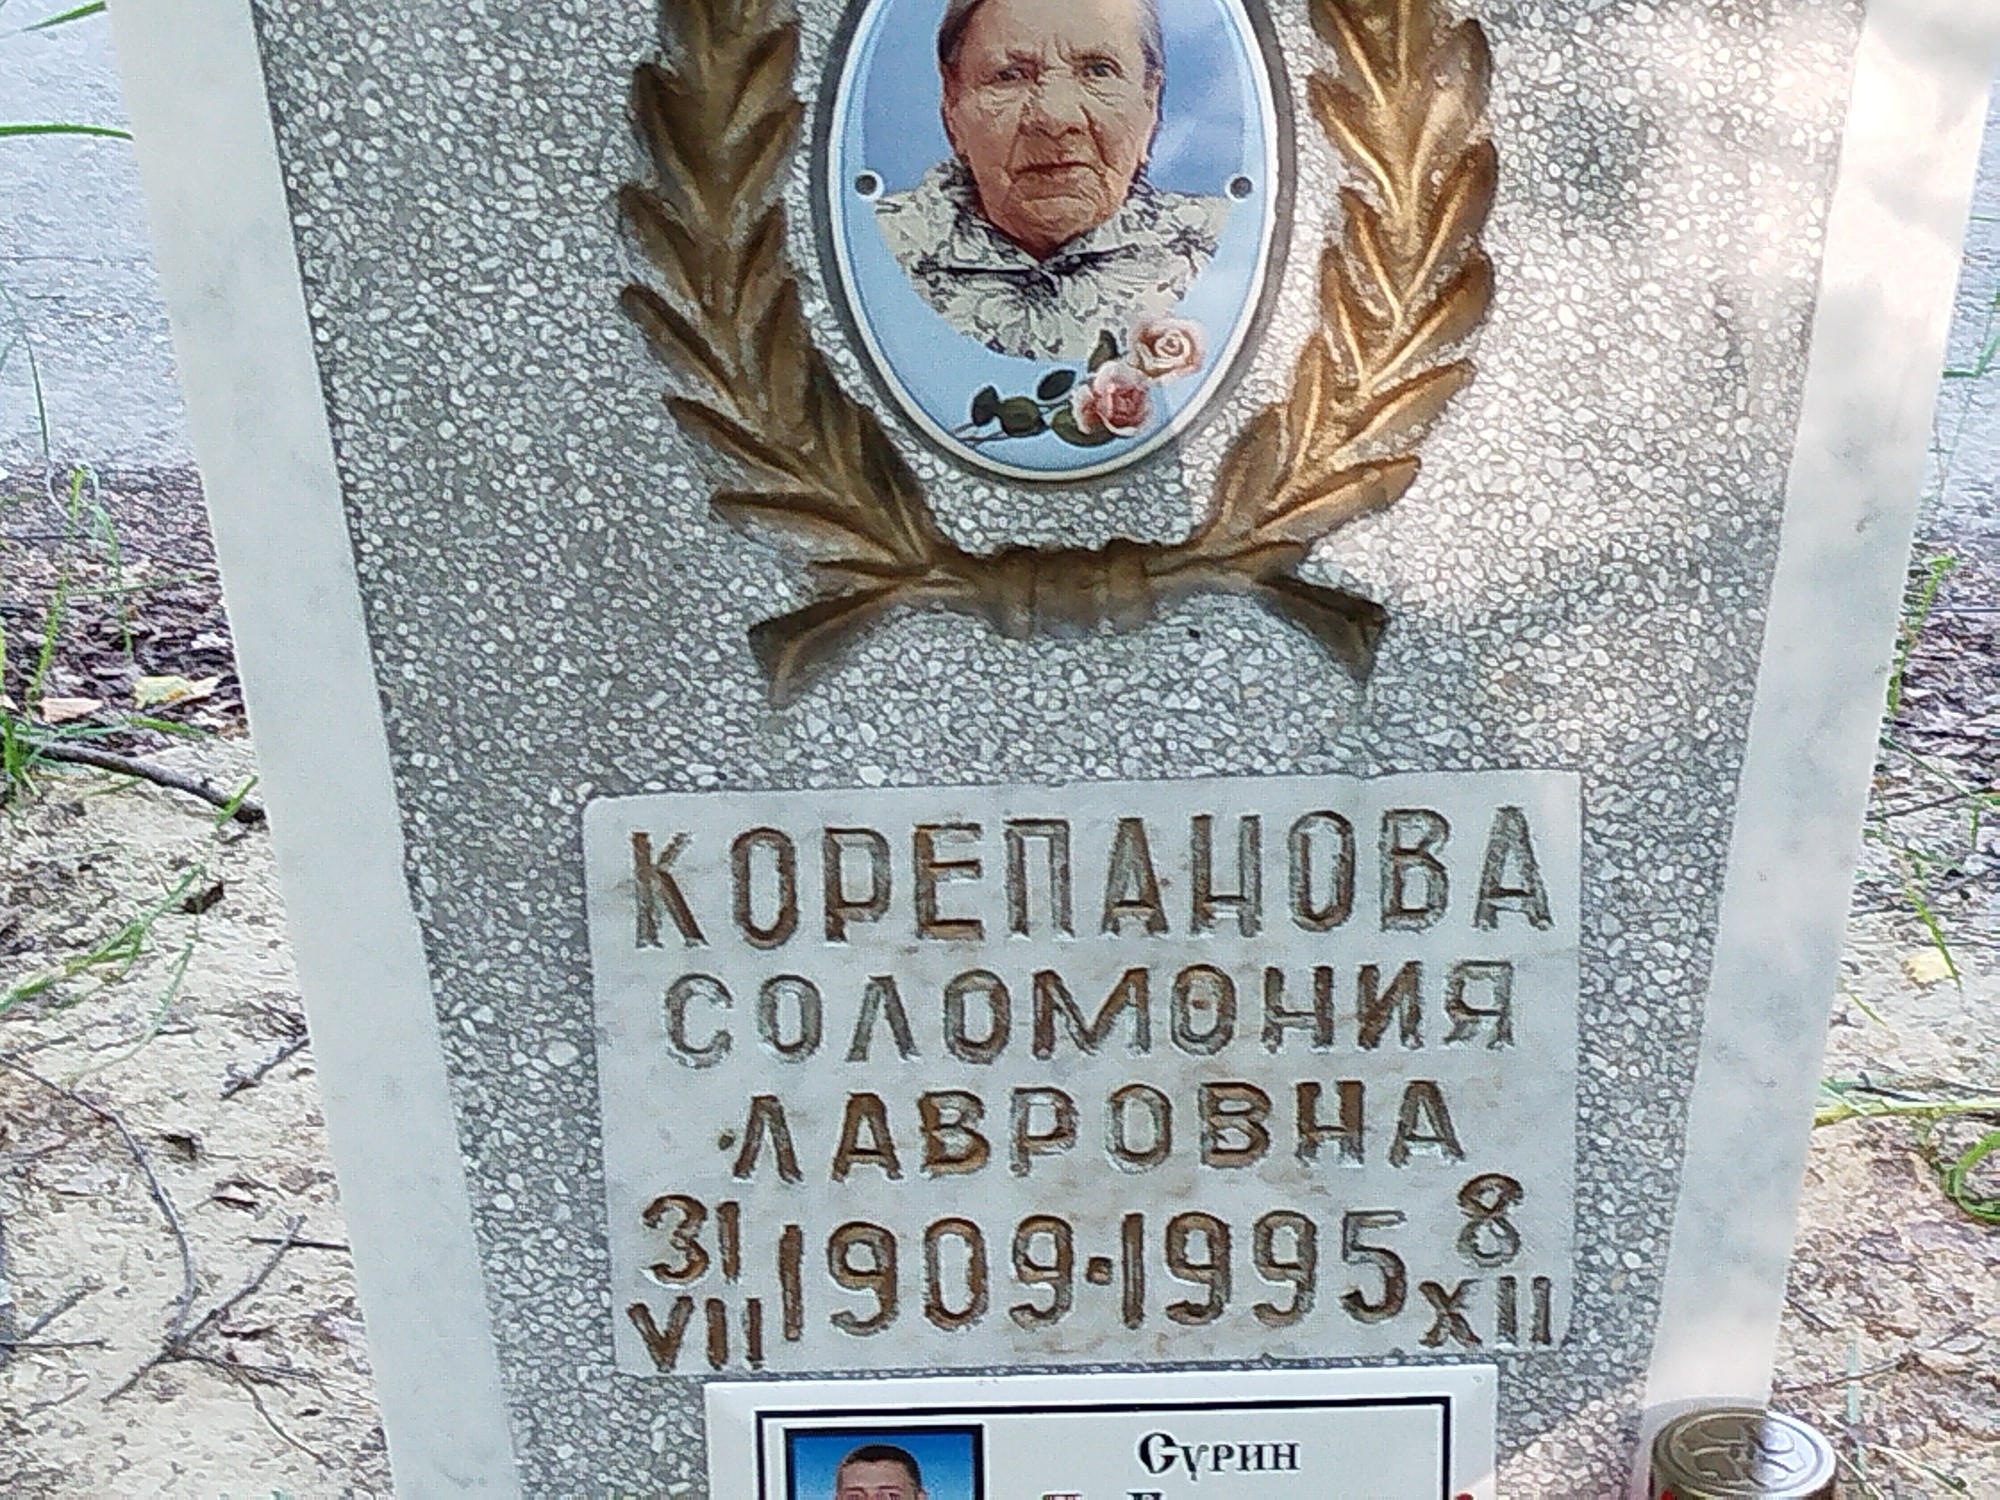 КОРЕПАНОВА
СОЛОМОНИЯ
ЛАВРОВНА
31 VII 1909·1995 8 XII
Сурин